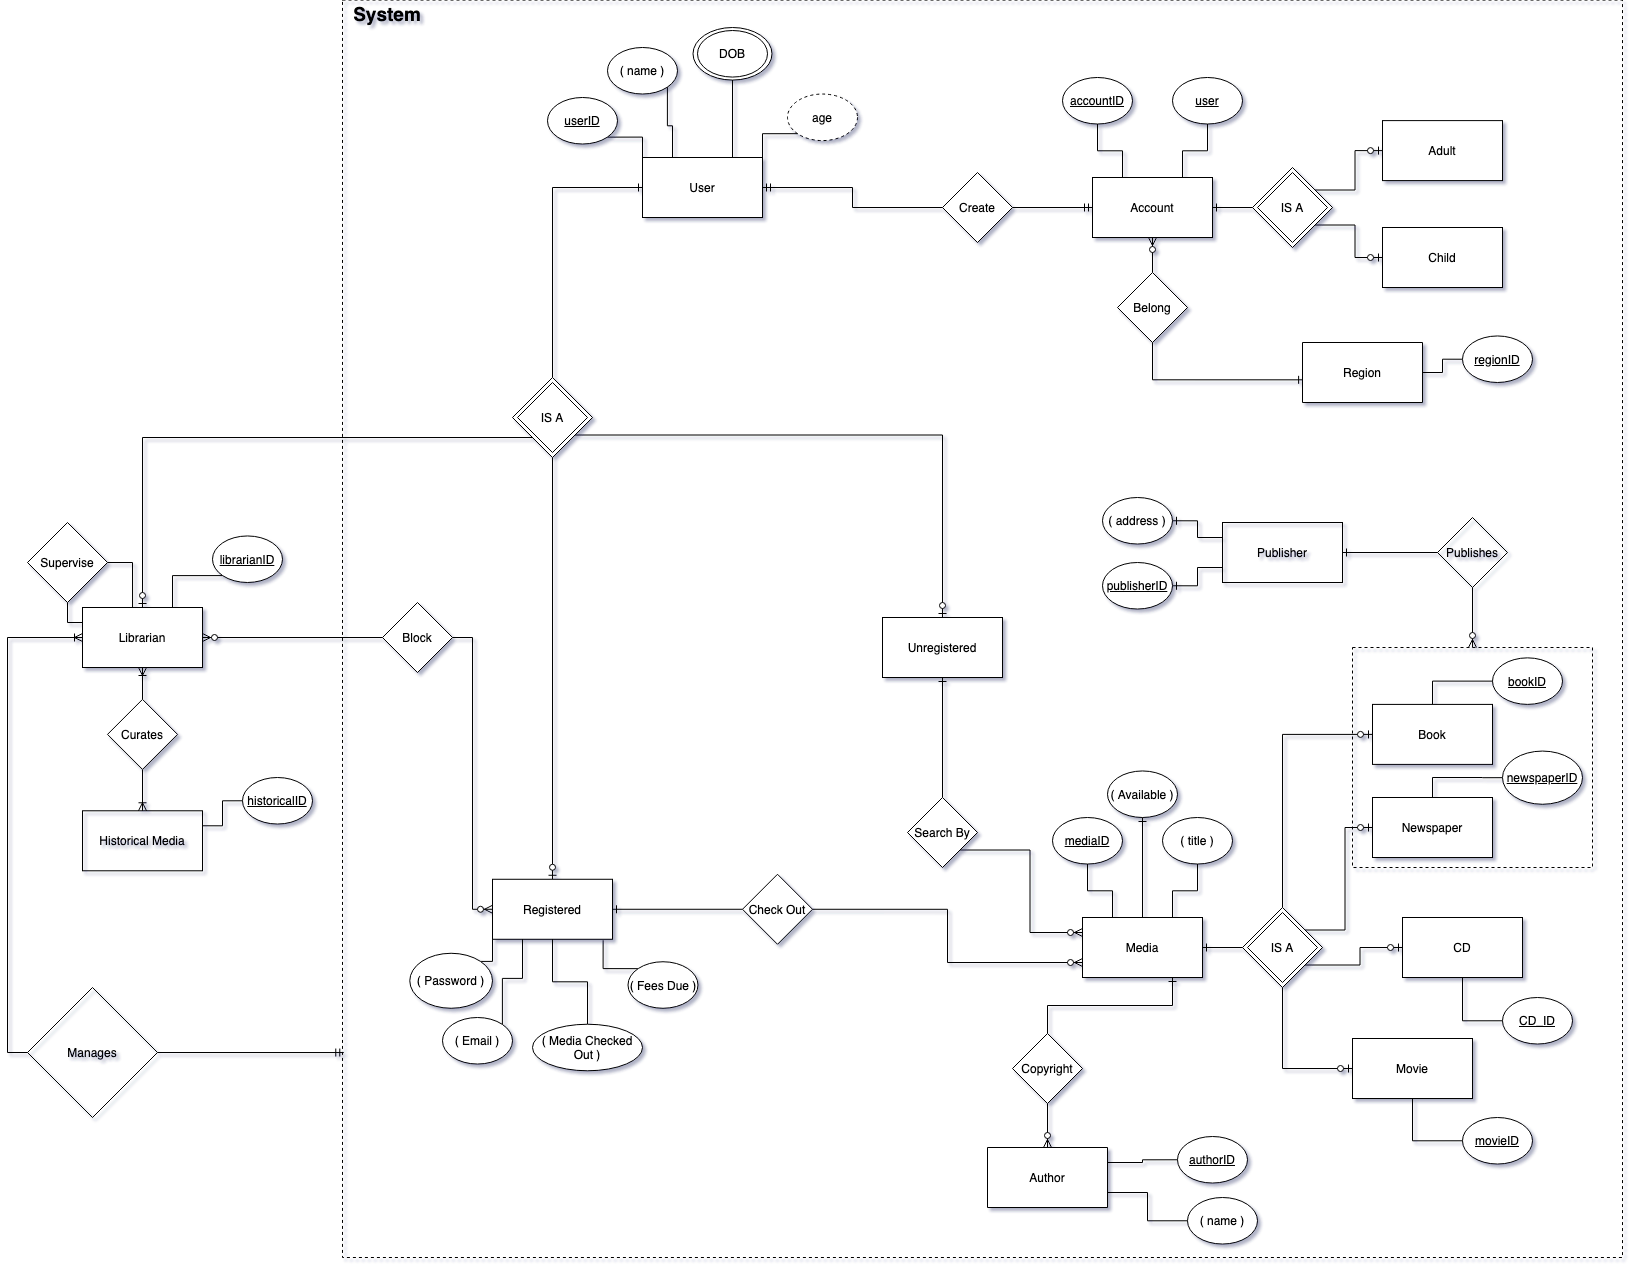 System
DOB
( name )
userID
age
accountID
user
User
Create
Account
IS A
Adult
Child
Belong
Region
regionID
IS A
( address )
Publisher
Publishes
publisherID
Supervise
librarianID
Librarian
Block
Unregistered
bookID
Book
Curates
newspaperID
Newspaper
historicalID
Historical Media
( Available )
Search By
mediaID
( title )
Registered
Check Out
Media
IS A
CD
( Password )
( Fees Due )
( Email )
( Media Checked
Out )
CD_ID
Manages
Copyright
Movie
movieID
authorID
Author
( name )